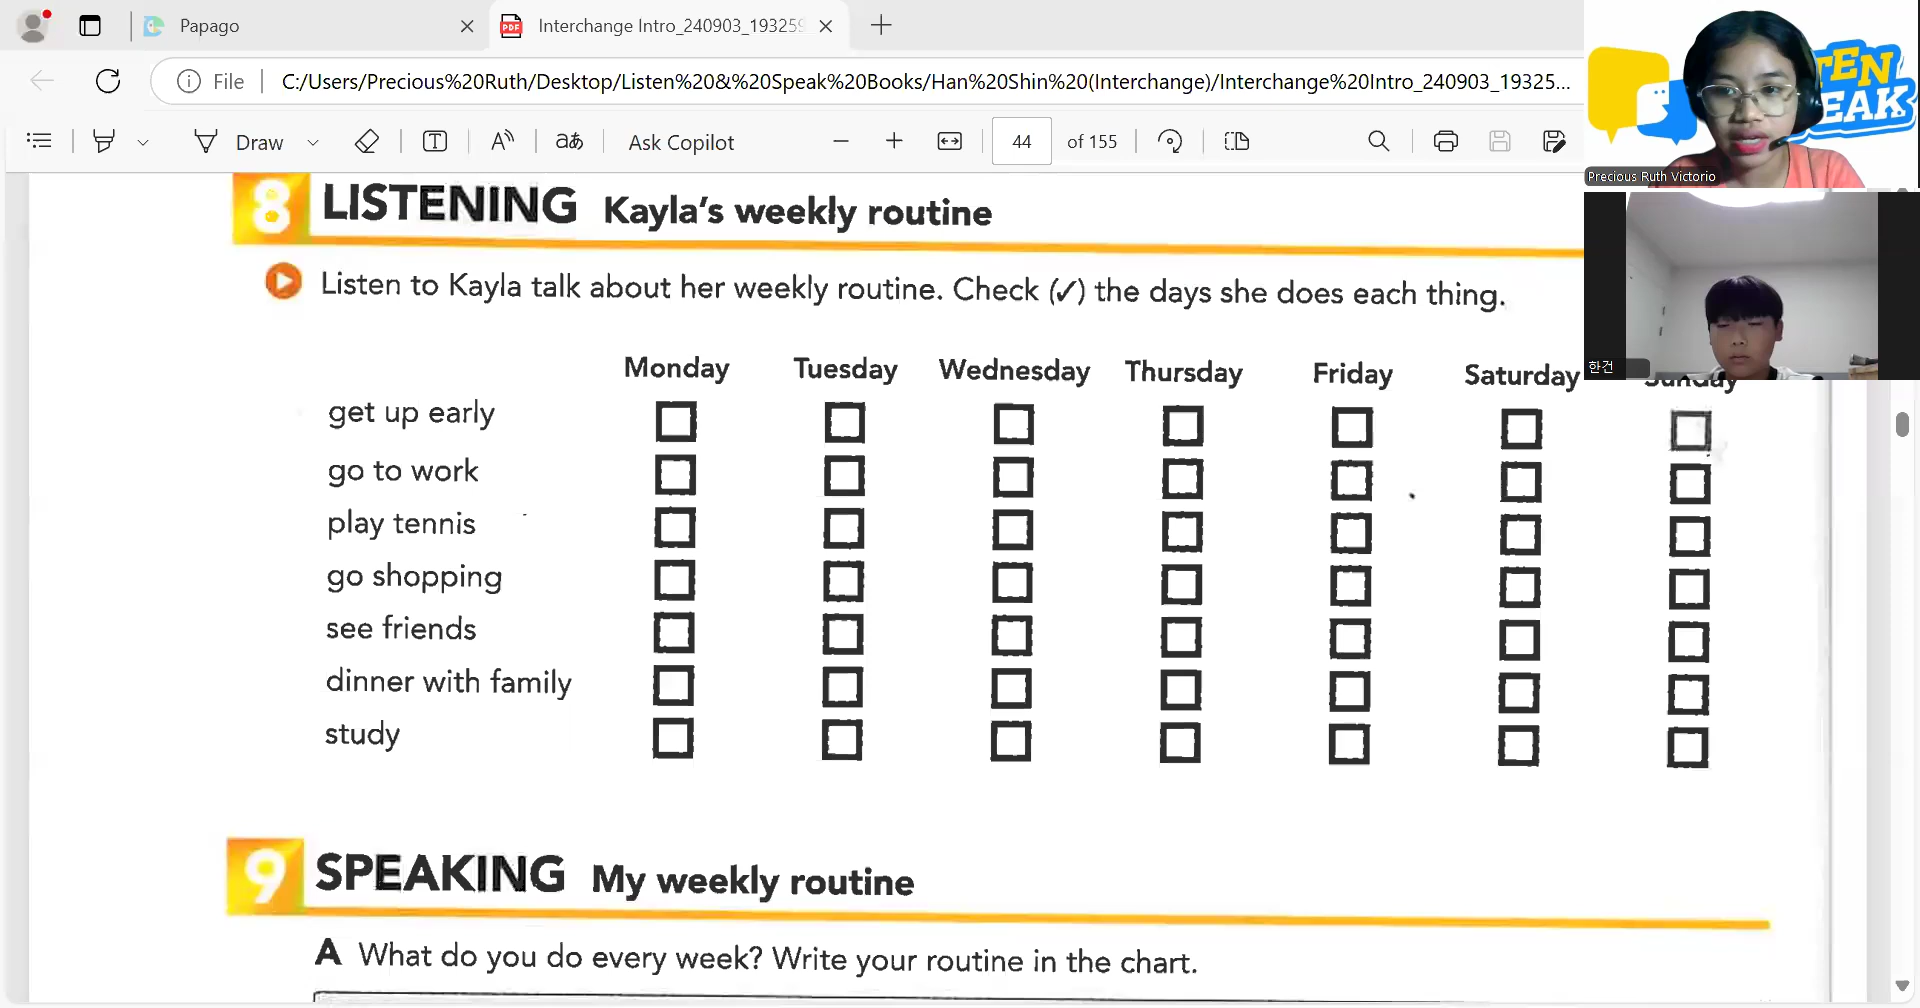 Papago
Interchange Intro_240903_193259
File
C:/Users/Precious%20Ruth/Desktop/Listen%20&%20Speak%20Books/Han%20Shin%20(Interchange)/Interchange%20Intro_240903_19325...
Draw
Ask Copilot
44 of 155
Precious Ruth Victorio
한건
8 LISTENING Kayla's weekly routine
Listen to Kayla talk about her weekly routine. Check (✓) the days she does each thing.
Monday Tuesday Wednesday Thursday Friday Saturday Sunday
get up early
go to work
play tennis
go shopping
see friends
dinner with family
study
9 SPEAKING My weekly routine
A What do you do every week? Write your routine in the chart.